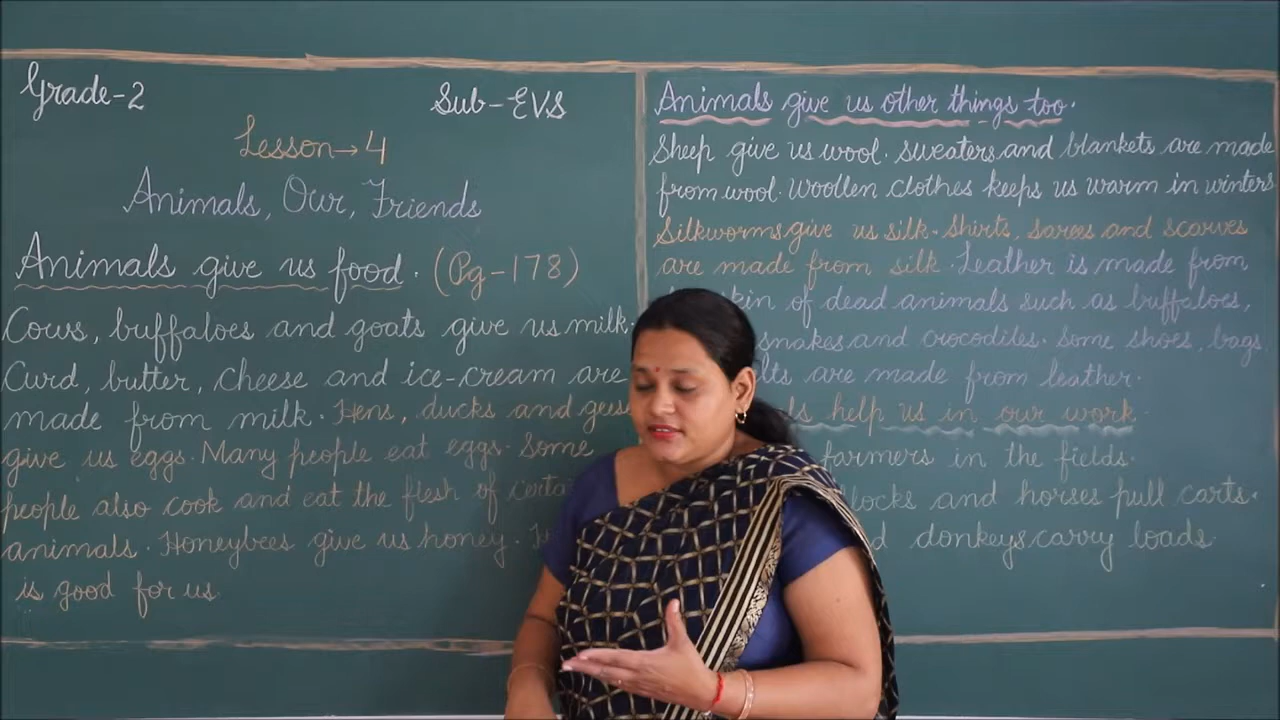 Grade-2
Sub-EVS
Lesson→4
Animals, Our, Friends
Animals give us food. (Pg-178)
Cows, buffaloes and goats give us milk.
Curd, butter, cheese and ice-cream are
made from milk. Hens, ducks and geese
give us eggs. Many people eat eggs. Some
people also cook and eat the flesh of certai
animals. Honeybees give us honey.
is good for us.
Animals give us other things too.
Sheep give us wool. Sweaters and blankets are made
from wool. Woollen clothes keeps us warm in winters
Silkworms give us silk. Shirts, sarees and scarves
are made from silk. Leather is made from
kin of dead animals such as buffaloes,
snakes and crocodiles. Some shoes, bags
lts are made from leather.
ls help us in our work.
farmers in the fields.
locks and horses pull carts.
d donkeys carry loads.